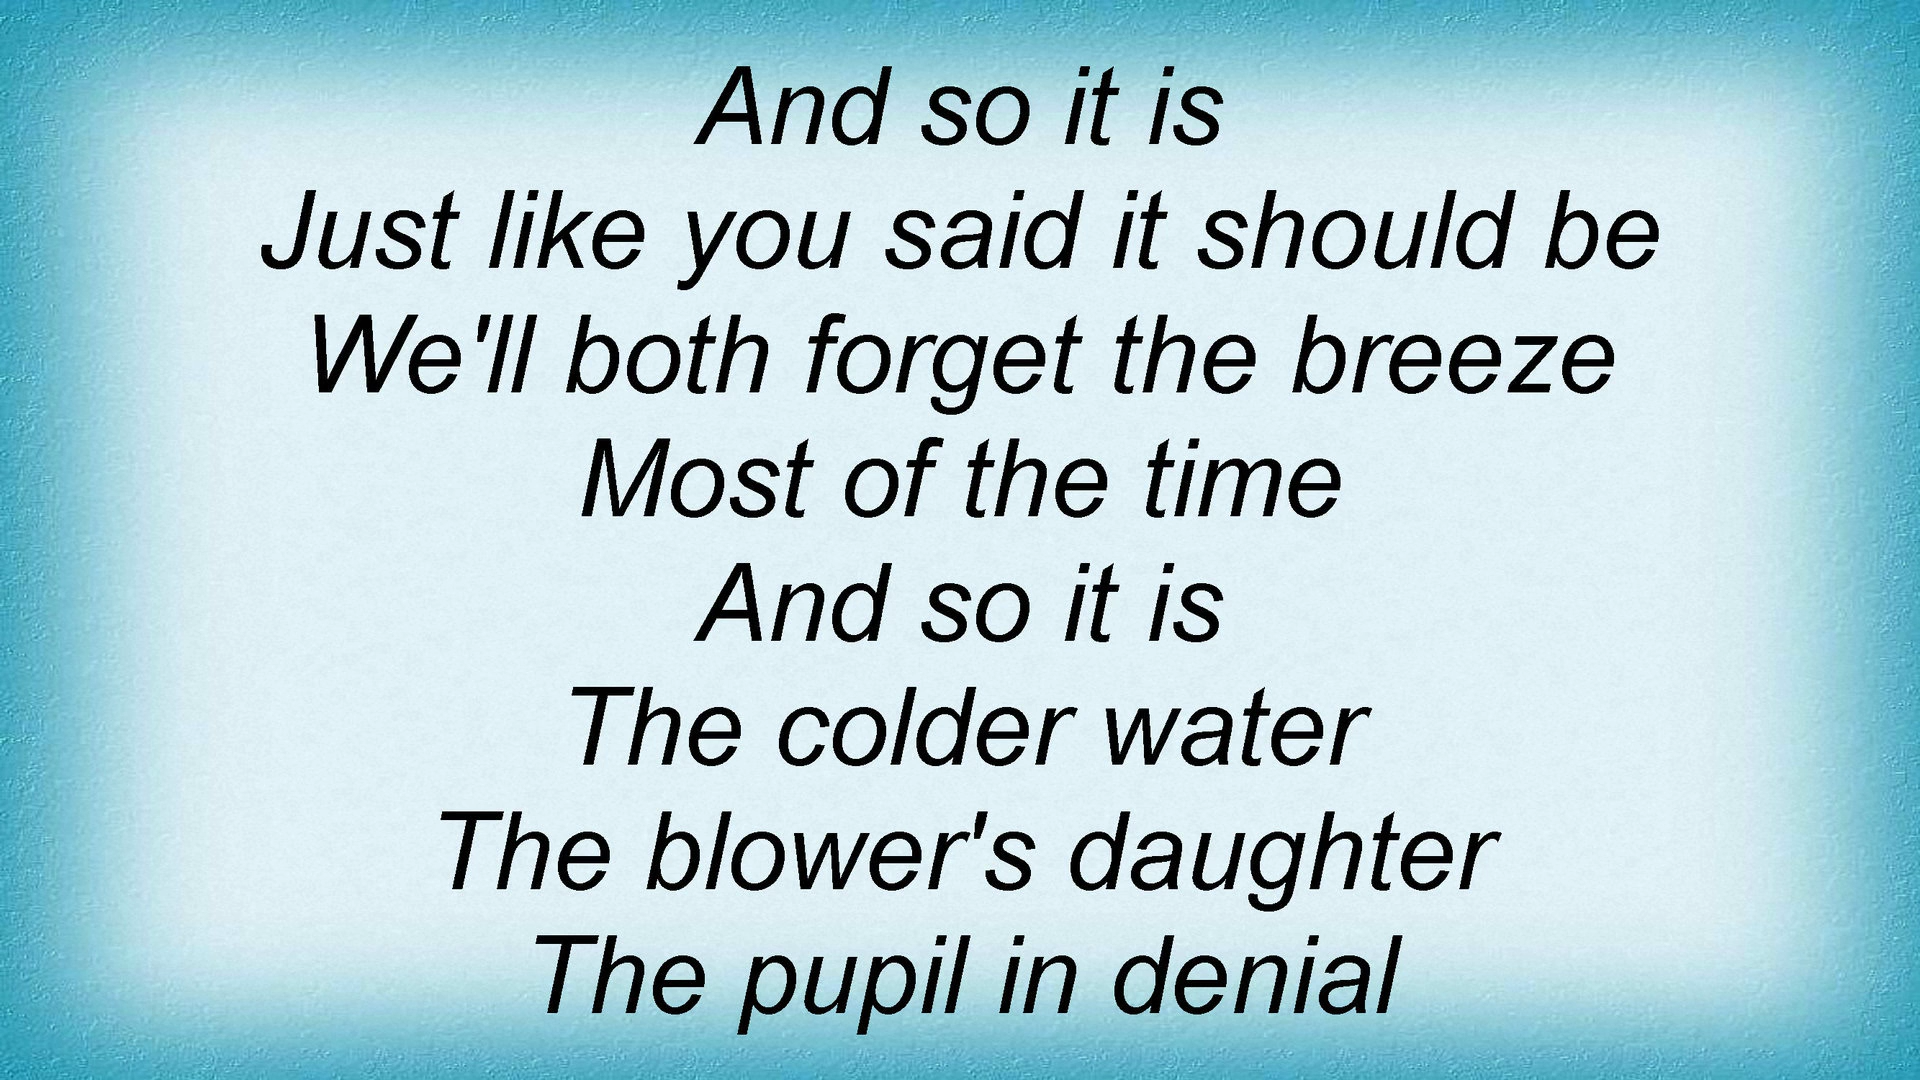 And so it is
Just like you said it should be
We'll both forget the breeze
Most of the time
And so it is
The colder water
The blower's daughter
The pupil in denial